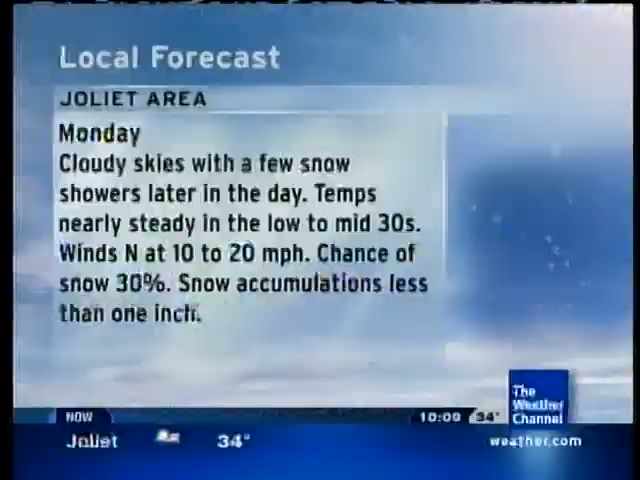 Local Forecast
JOLIET AREA
Monday
Cloudy skies with a few snow
showers later in the day. Temps
nearly steady in the low to mid 30s.
Winds N at 10 to 20 mph. Chance of
snow 30%. Snow accumulations less
than one inch.
The
Weather
Channel
NOW
10:09 34°
Joliet 34°
weather.com